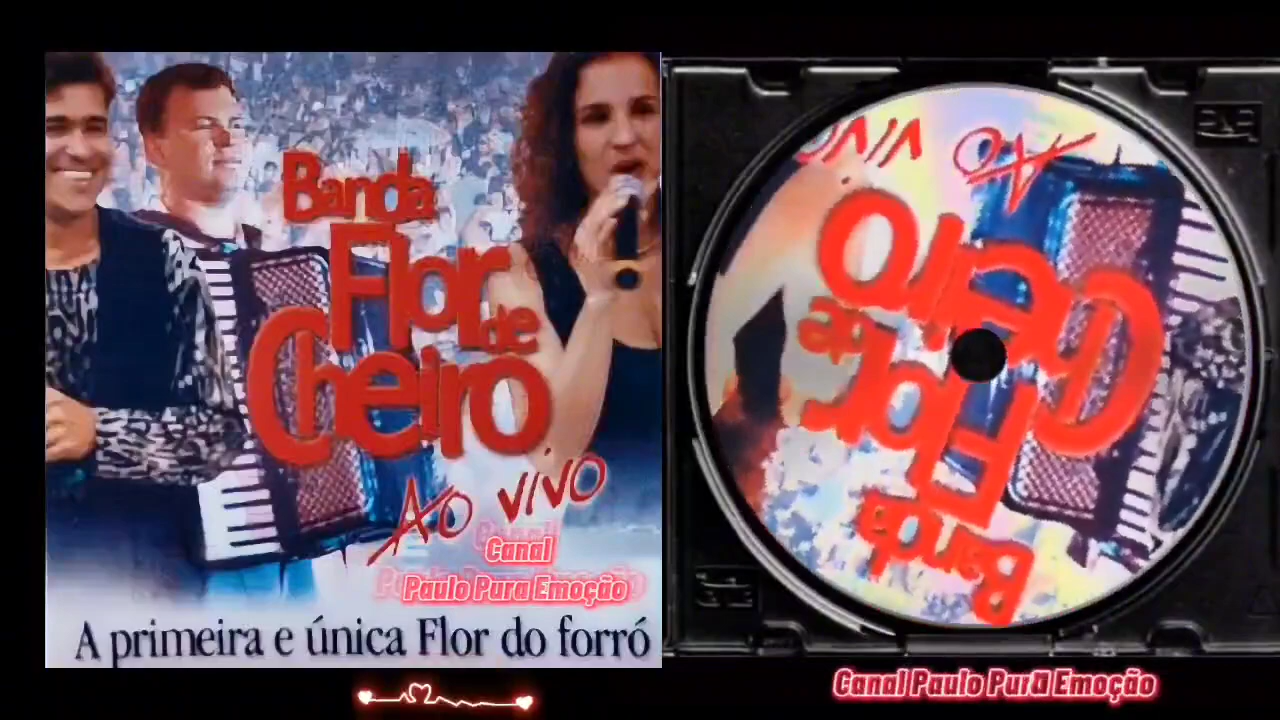 Banda
Flor
de
Cheiro
Ao vivo
Canal
Paulo Pura Emoção
A primeira e única Flor do forró
Ao vivo
Cheiro
de
Flor
Banda
Canal Paulo Pura Emoção